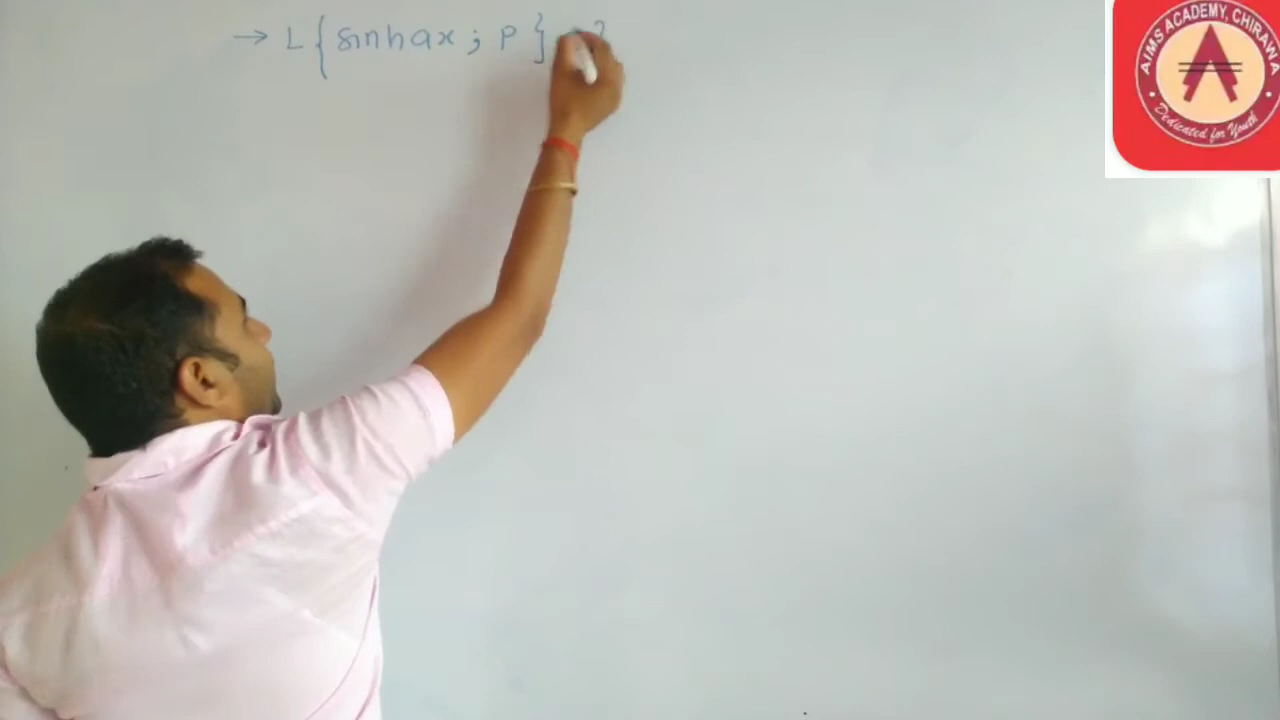 → L{sinhax ; p} = ?
AIMS ACADEMY, CHIRAWA
Dedicated for Youth